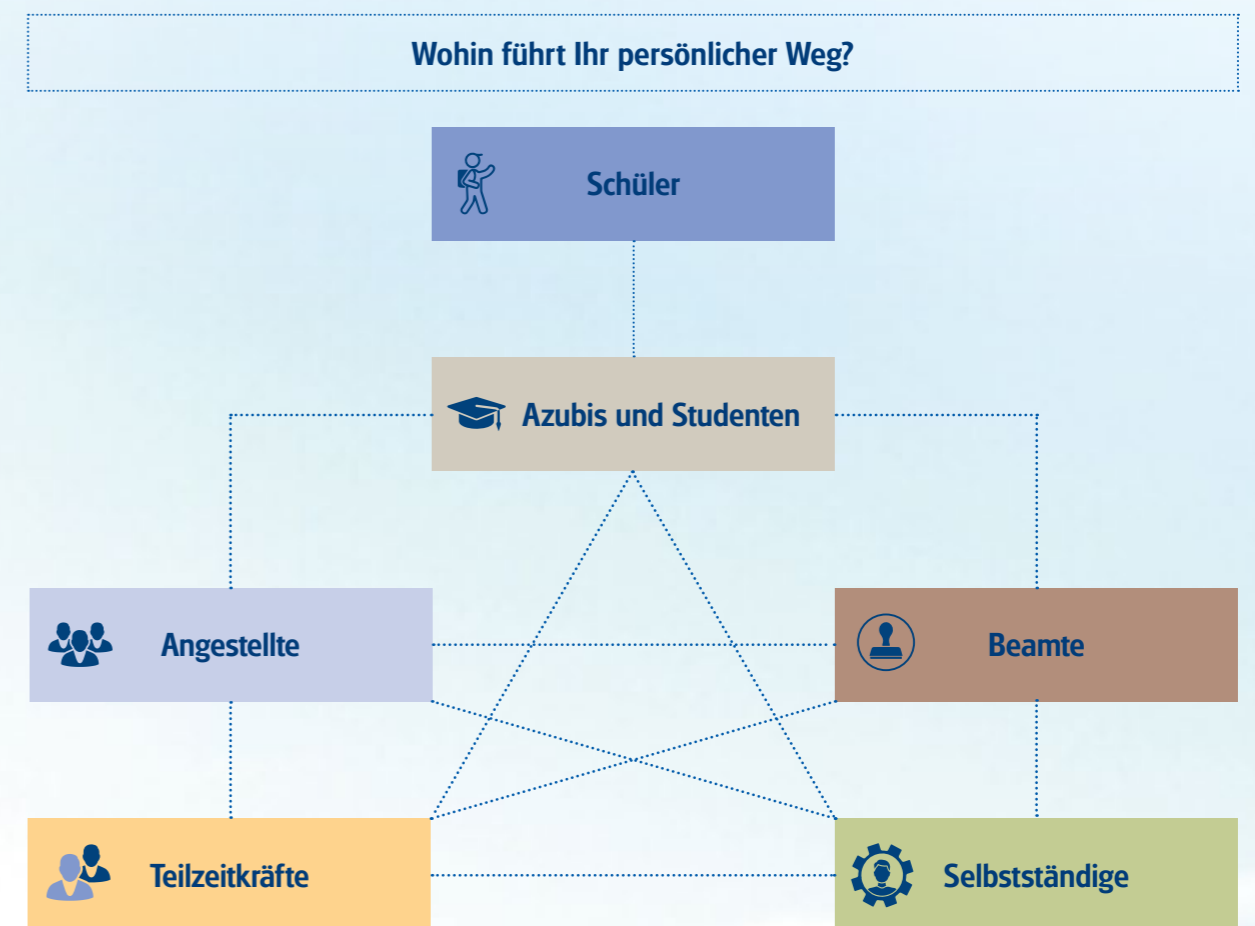 Wohin führt Ihr persönlicher Weg?
Schüler
Azubis und Studenten
Angestellte
Beamte
Teilzeitkräfte
Selbstständige